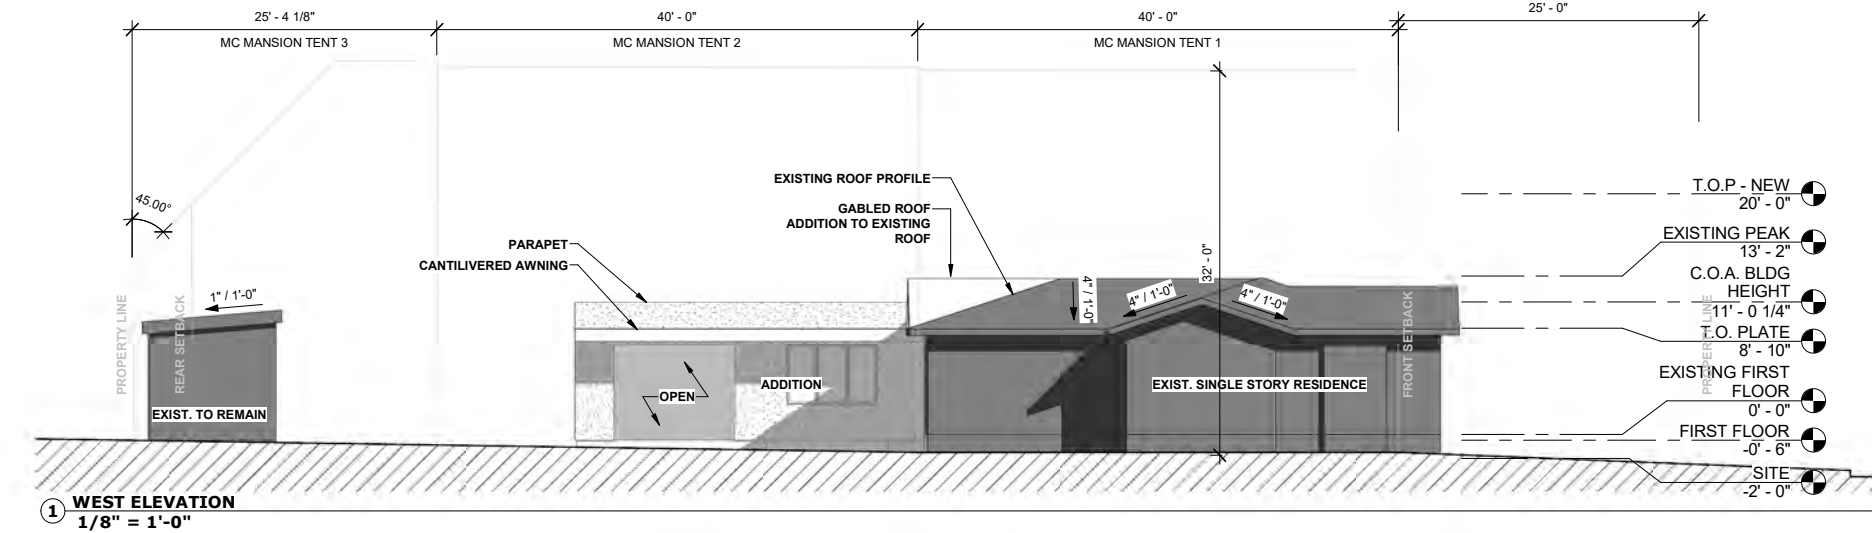 25' - 4 1/8"
40' - 0"
40' - 0"
25' - 0"
MC MANSION TENT 3
MC MANSION TENT 2
MC MANSION TENT 1
45.00°
EXISTING ROOF PROFILE
GABLED ROOF
ADDITION TO EXISTING
ROOF
PARAPET
CANTILIVERED AWNING
1" / 1'-0"
4" / 1'-0"
4" / 1'-0"
4" / 1'-0"
32' - 0"
PROPERTY LINE
REAR SETBACK
FRONT SETBACK
PROPERTY LINE
EXIST. TO REMAIN
OPEN
ADDITION
EXIST. SINGLE STORY RESIDENCE
T.O.P - NEW
20' - 0"
EXISTING PEAK
13' - 2"
C.O.A. BLDG
HEIGHT
11' - 0 1/4"
T.O. PLATE
8' - 10"
EXISTING FIRST
FLOOR
0' - 0"
FIRST FLOOR
-0' - 6"
SITE
-2' - 0"
1 WEST ELEVATION
1/8" = 1'-0"